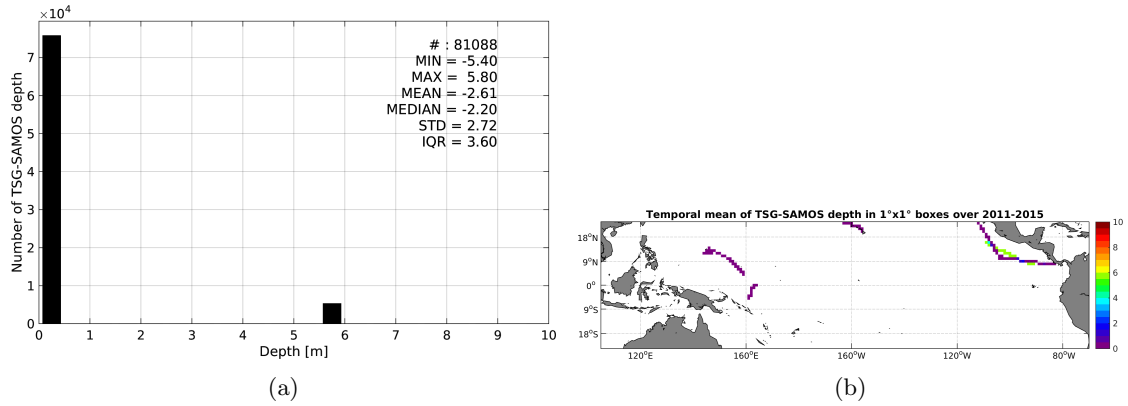 ×10⁴
# : 81088
MIN = -5.40
MAX = 5.80
MEAN = -2.61
MEDIAN = -2.20
STD = 2.72
IQR = 3.60
Number of TSG-SAMOS depth
7
6
5
4
3
2
1
0
0 1 2 3 4 5 6 7 8 9 10
Depth [m]
(a)
Temporal mean of TSG-SAMOS depth in 1°x1° boxes over 2011-2015
18°N
9°N
0°
9°S
18°S
120°E 160°E 160°W 120°W 80°W
10
8
6
4
2
0
(b)